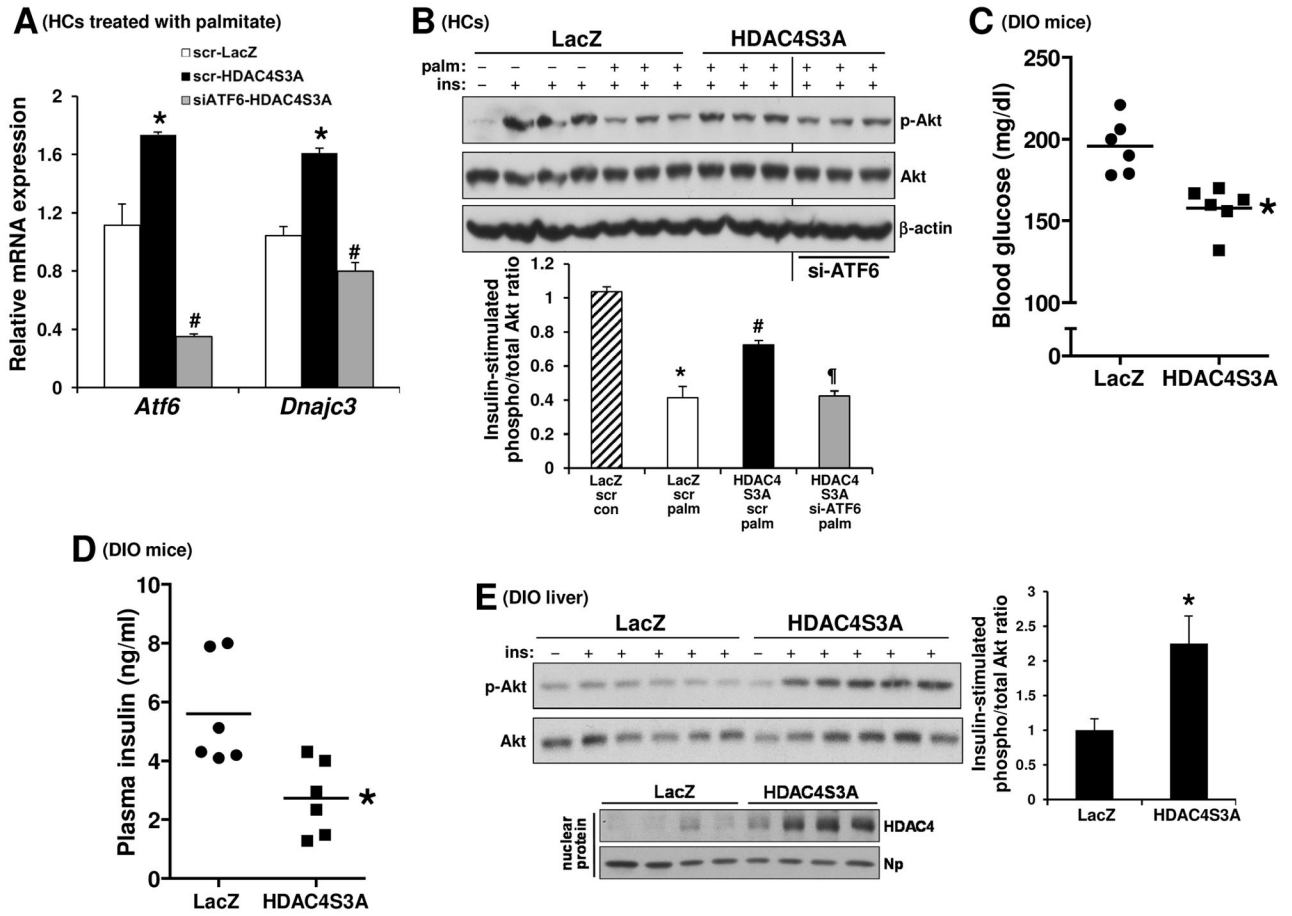 A (HCs treated with palmitate)
scr-LacZ
scr-HDAC4S3A
siATF6-HDAC4S3A
Relative mRNA expression
2
1.6
1.2
0.8
0.4
0
*
#
*
#
Atf6
Dnajc3
B (HCs)
LacZ HDAC4S3A
palm: – – – – + + + + + + + + +
ins: – + + + + + + + + + + + +
p-Akt
Akt
β-actin
si-ATF6
Insulin-stimulated
phospho/total Akt ratio
1.2
1
0.8
0.6
0.4
0.2
0
*
#
¶
LacZ
scr
con
LacZ
scr
palm
HDAC4
S3A
scr
palm
HDAC4
S3A
si-ATF6
palm
C (DIO mice)
Blood glucose (mg/dl)
250
200
150
100
0
*
LacZ HDAC4S3A
D (DIO mice)
Plasma insulin (ng/ml)
10
8
6
4
2
0
*
LacZ HDAC4S3A
E (DIO liver)
LacZ HDAC4S3A
ins: – + + + + + – + + + + +
p-Akt
Akt
LacZ HDAC4S3A
nuclear
protein
HDAC4
Np
Insulin-stimulated
phospho/total Akt ratio
3
2.5
2
1.5
1
0.5
0
*
LacZ HDAC4S3A